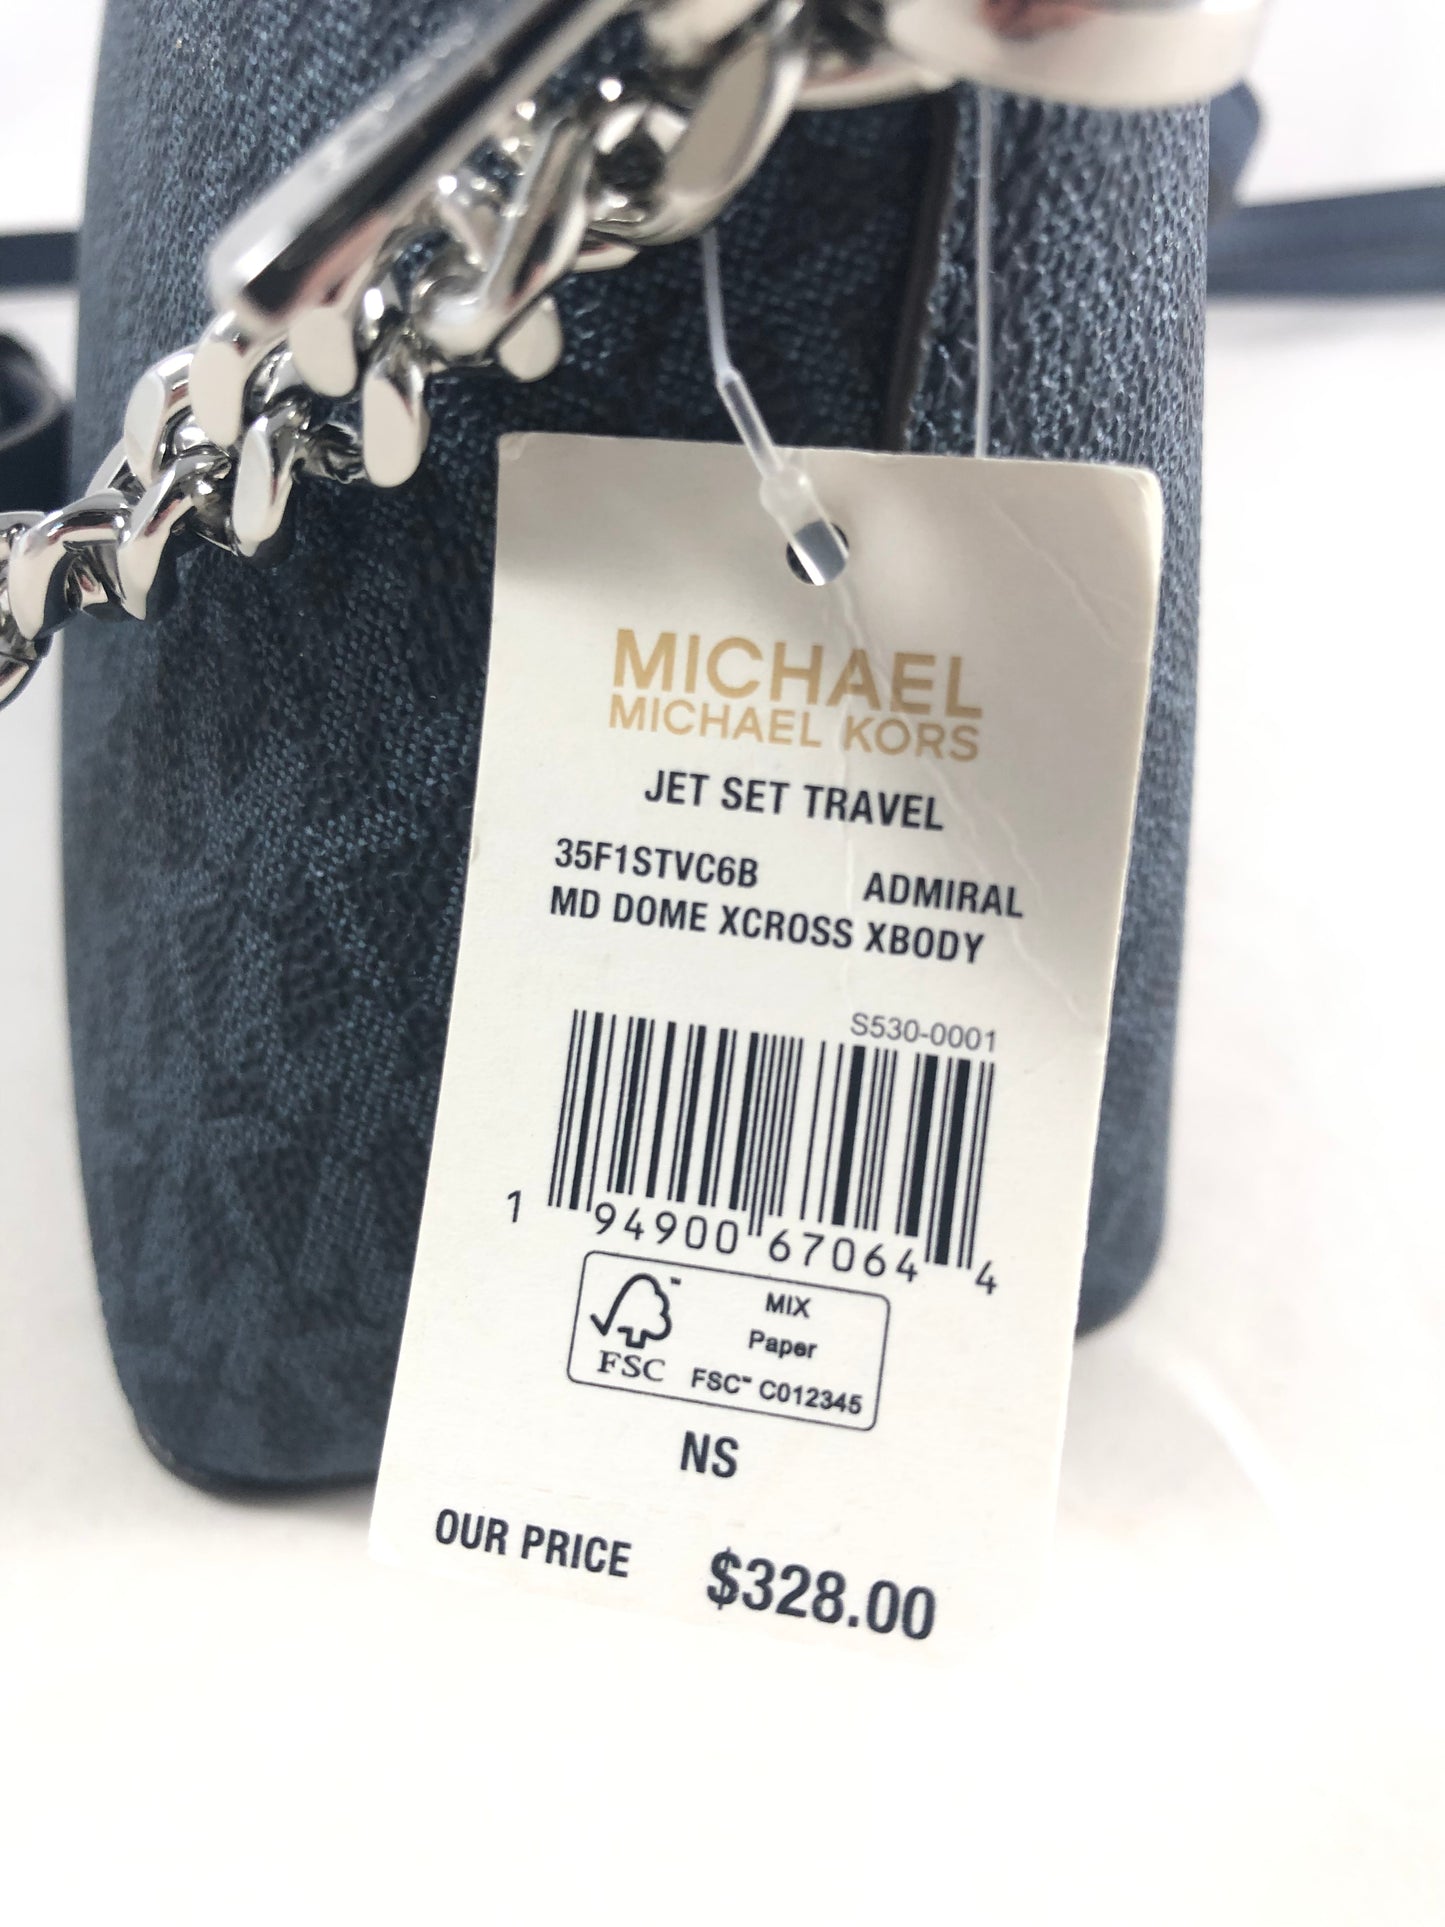 MICHAEL
MICHAEL KORS
JET SET TRAVEL
35F1STVC6B ADMIRAL
MD DOME XCROSS XBODY
S530-0001
1 94900 67064 4
MIX
Paper
FSC FSC™ C012345
NS
OUR PRICE $328.00